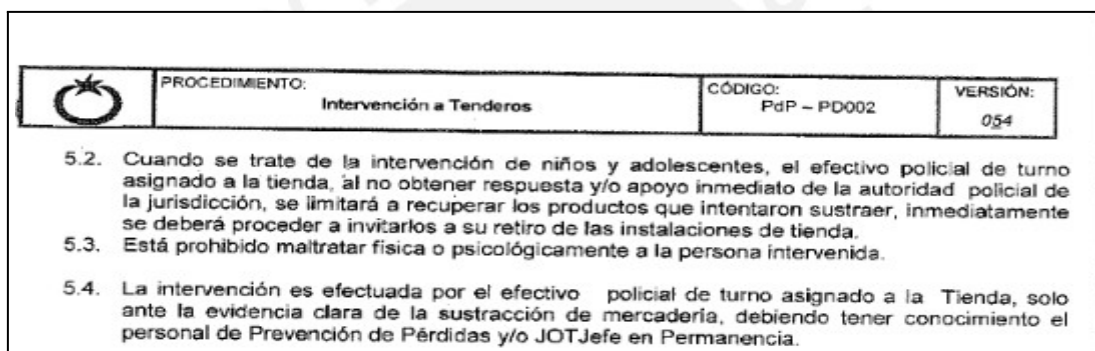 PROCEDIMIENTO:
Intervención a Tenderos
CÓDIGO:
PdP – PD002
VERSIÓN:
054
5.2. Cuando se trate de la intervención de niños y adolescentes, el efectivo policial de turno
asignado a la tienda, al no obtener respuesta y/o apoyo inmediato de la autoridad policial de
la jurisdicción, se limitará a recuperar los productos que intentaron sustraer, inmediatamente
se deberá proceder a invitarlos a su retiro de las instalaciones de tienda.
5.3. Está prohibido maltratar física o psicológicamente a la persona intervenida.
5.4. La intervención es efectuada por el efectivo policial de turno asignado a la Tienda, solo
ante la evidencia clara de la sustracción de mercadería, debiendo tener conocimiento el
personal de Prevención de Pérdidas y/o JOTJefe en Permanencia.